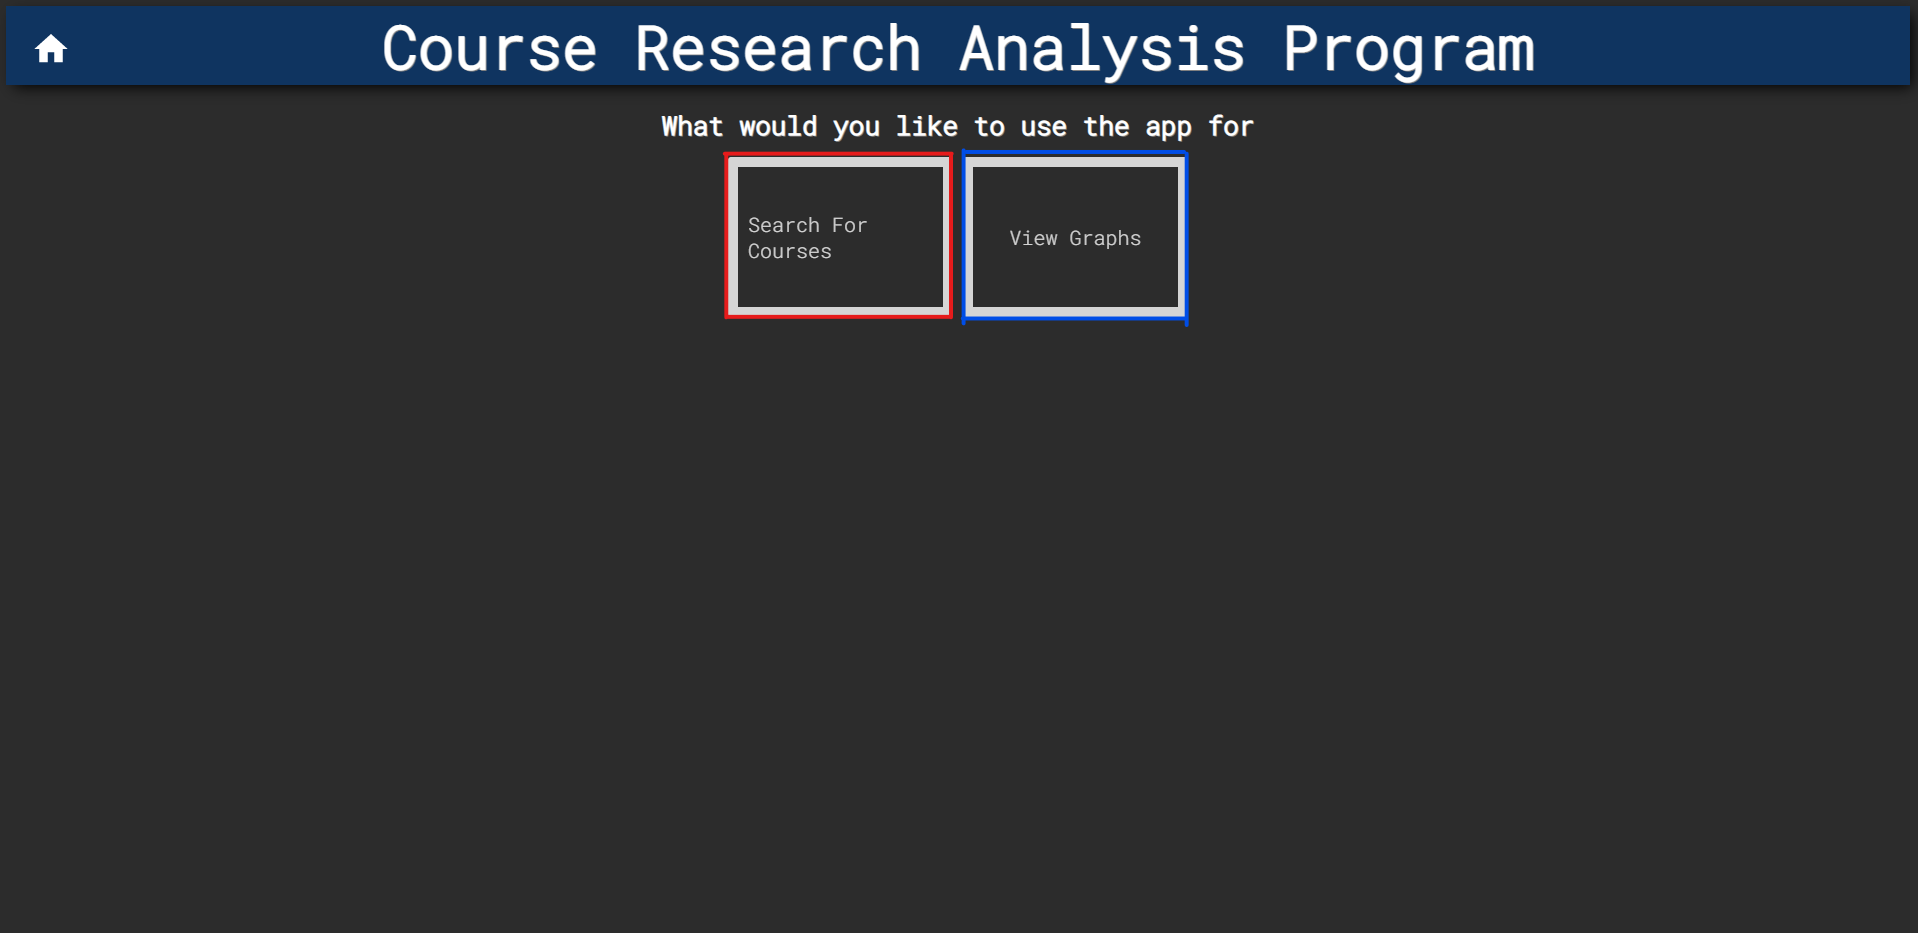 Course Research Analysis Program
What would you like to use the app for
Search For
Courses
View Graphs